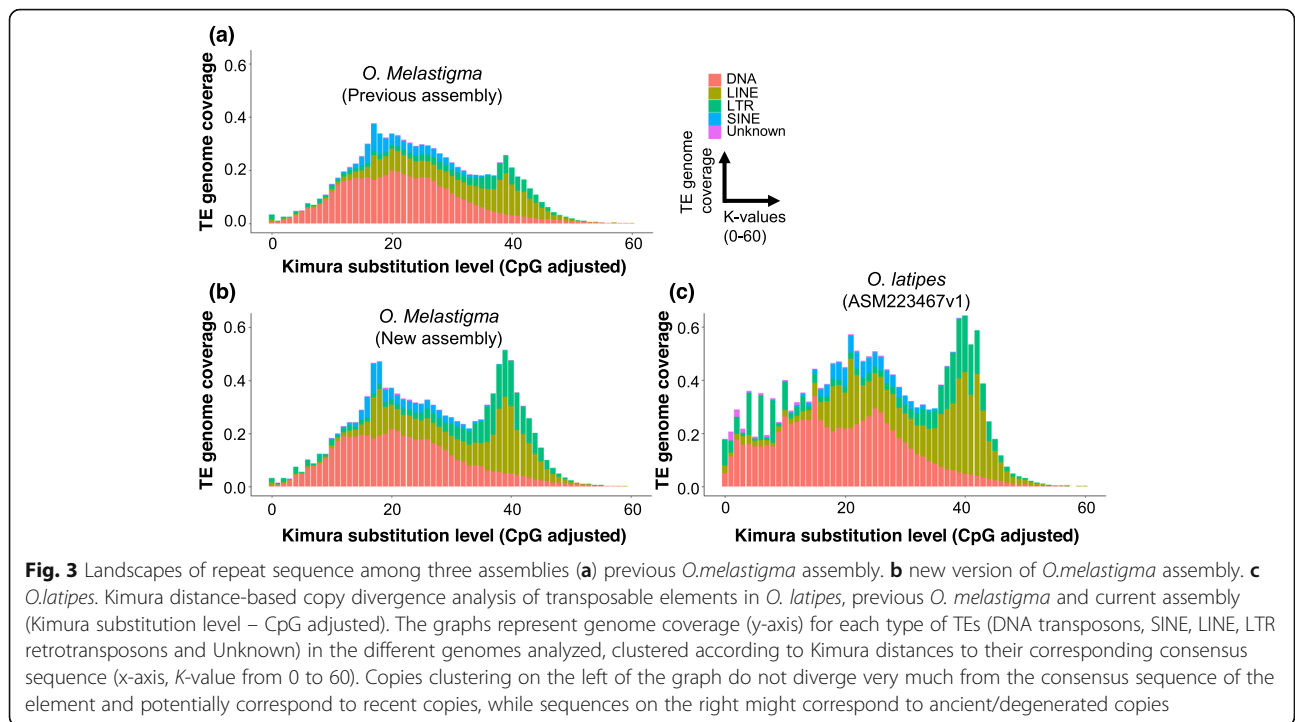 (a)
O. Melastigma
(Previous assembly)
TE genome coverage
0.6
0.4
0.2
0.0
0 20 40 60
Kimura substitution level (CpG adjusted)
DNA
LINE
LTR
SINE
Unknown
TE genome
coverage
K-values
(0-60)
(b)
O. Melastigma
(New assembly)
TE genome coverage
0.6
0.4
0.2
0.0
0 20 40 60
Kimura substitution level (CpG adjusted)
(c)
O. latipes
(ASM223467v1)
TE genome coverage
0.6
0.4
0.2
0.0
0 20 40 60
Kimura substitution level (CpG adjusted)
Fig. 3 Landscapes of repeat sequence among three assemblies (a) previous O.melastigma assembly. b new version of O.melastigma assembly. c
O.latipes. Kimura distance-based copy divergence analysis of transposable elements in O. latipes, previous O. melastigma and current assembly
(Kimura substitution level – CpG adjusted). The graphs represent genome coverage (y-axis) for each type of TEs (DNA transposons, SINE, LINE, LTR
retrotransposons and Unknown) in the different genomes analyzed, clustered according to Kimura distances to their corresponding consensus
sequence (x-axis, K-value from 0 to 60). Copies clustering on the left of the graph do not diverge very much from the consensus sequence of the
element and potentially correspond to recent copies, while sequences on the right might correspond to ancient/degenerated copies